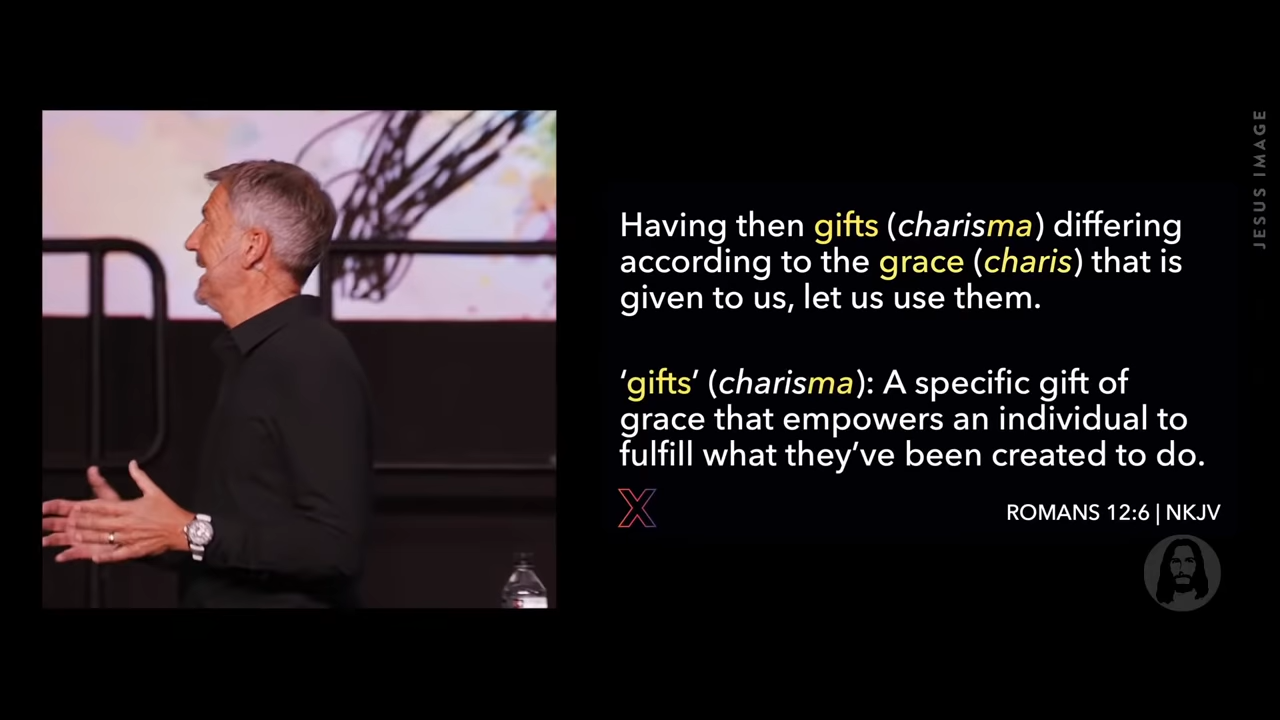 Having then gifts (charisma) differing
according to the grace (charis) that is
given to us, let us use them.
‘gifts’ (charisma): A specific gift of
grace that empowers an individual to
fulfill what they’ve been created to do.
X
ROMANS 12:6 | NKJV
JESUS IMAGE